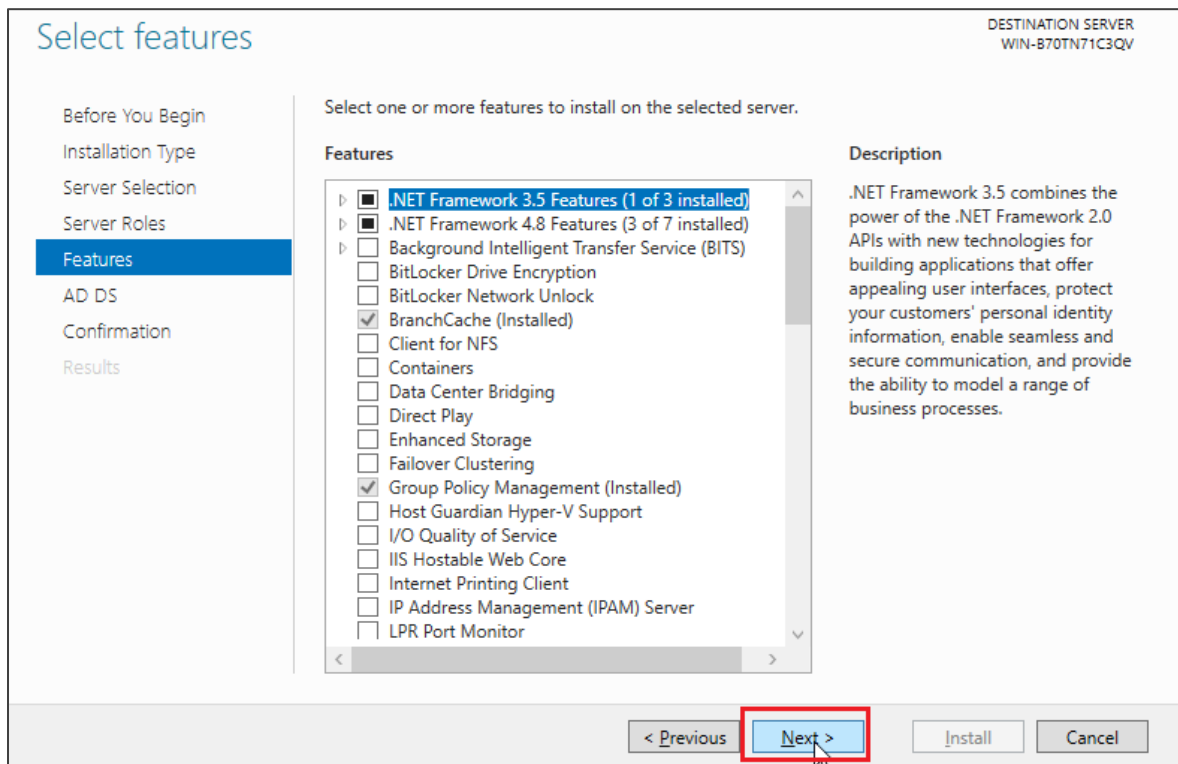 Select features
DESTINATION SERVER
WIN-B70TN71C3QV
Before You Begin
Installation Type
Server Selection
Server Roles
Features
AD DS
Confirmation
Results
Select one or more features to install on the selected server.
Features
.NET Framework 3.5 Features (1 of 3 installed)
.NET Framework 4.8 Features (3 of 7 installed)
Background Intelligent Transfer Service (BITS)
BitLocker Drive Encryption
BitLocker Network Unlock
BranchCache (Installed)
Client for NFS
Containers
Data Center Bridging
Direct Play
Enhanced Storage
Failover Clustering
Group Policy Management (Installed)
Host Guardian Hyper-V Support
I/O Quality of Service
IIS Hostable Web Core
Internet Printing Client
IP Address Management (IPAM) Server
LPR Port Monitor
Description
.NET Framework 3.5 combines the
power of the .NET Framework 2.0
APIs with new technologies for
building applications that offer
appealing user interfaces, protect
your customers' personal identity
information, enable seamless and
secure communication, and provide
the ability to model a range of
business processes.
< Previous
Next >
Install
Cancel